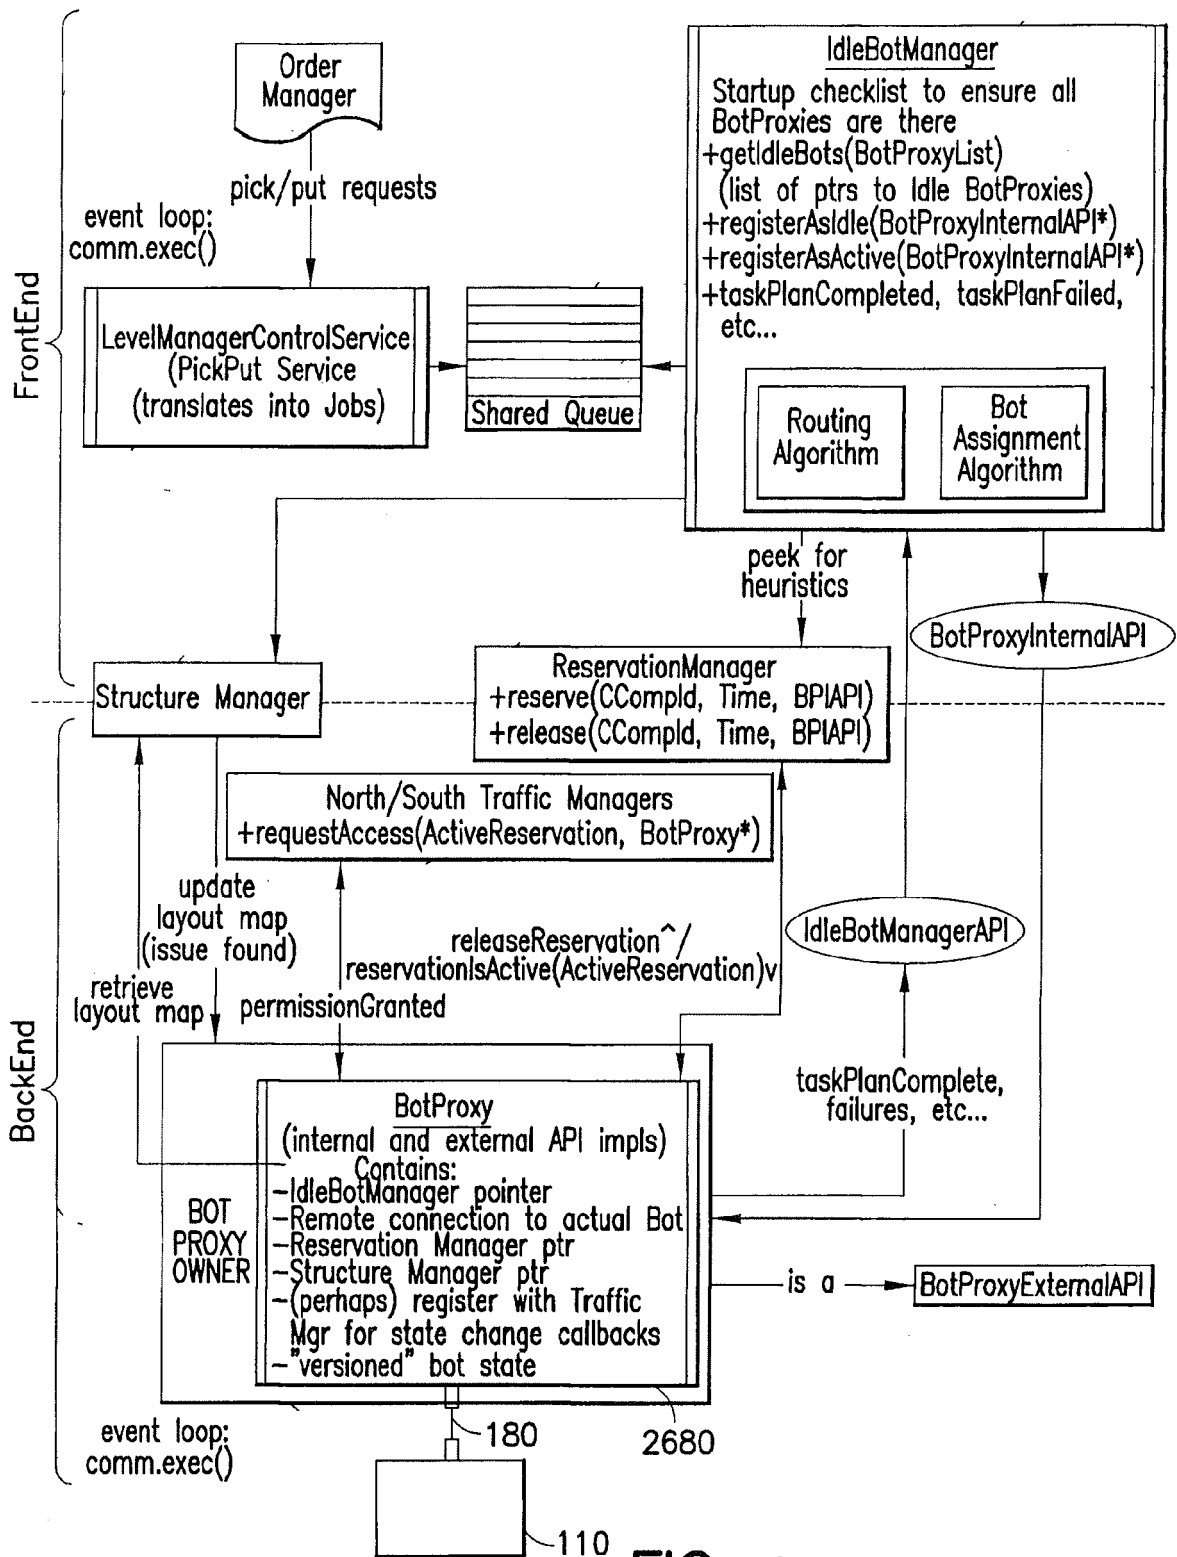 Order
Manager
pick/put requests
event loop:
comm.exec()
FrontEnd
LevelManagerControlService
(PickPut Service
(translates into Jobs)
Shared Queue
IdleBotManager
Startup checklist to ensure all
BotProxies are there
+getIdleBots(BotProxyList)
(list of ptrs to Idle BotProxies)
+registerAsIdle(BotProxyInternalAPI*)
+registerAsActive(BotProxyInternalAPI*)
+taskPlanCompleted, taskPlanFailed,
etc...
Routing
Algorithm
Bot
Assignment
Algorithm
peek for
heuristics
BotProxyInternalAPI
Structure Manager
ReservationManager
+reserve(CCompId, Time, BPIAPI)
+release(CCompId, Time, BPIAPI)
North/South Traffic Managers
+requestAccess(ActiveReservation, BotProxy*)
BackEnd
update
layout map
(issue found)
retrieve
layout map
permissionGranted
releaseReservation^/
reservationIsActive(ActiveReservation)v
IdleBotManagerAPI
taskPlanComplete,
failures, etc...
BOT
PROXY
OWNER
BotProxy
(internal and external API impls)
Contains:
-IdleBotManager pointer
-Remote connection to actual Bot
-Reservation Manager ptr
-Structure Manager ptr
-(perhaps) register with Traffic
Mgr for state change callbacks
-"versioned" bot state
is a
BotProxyExternalAPI
event loop:
comm.exec()
180
2680
110